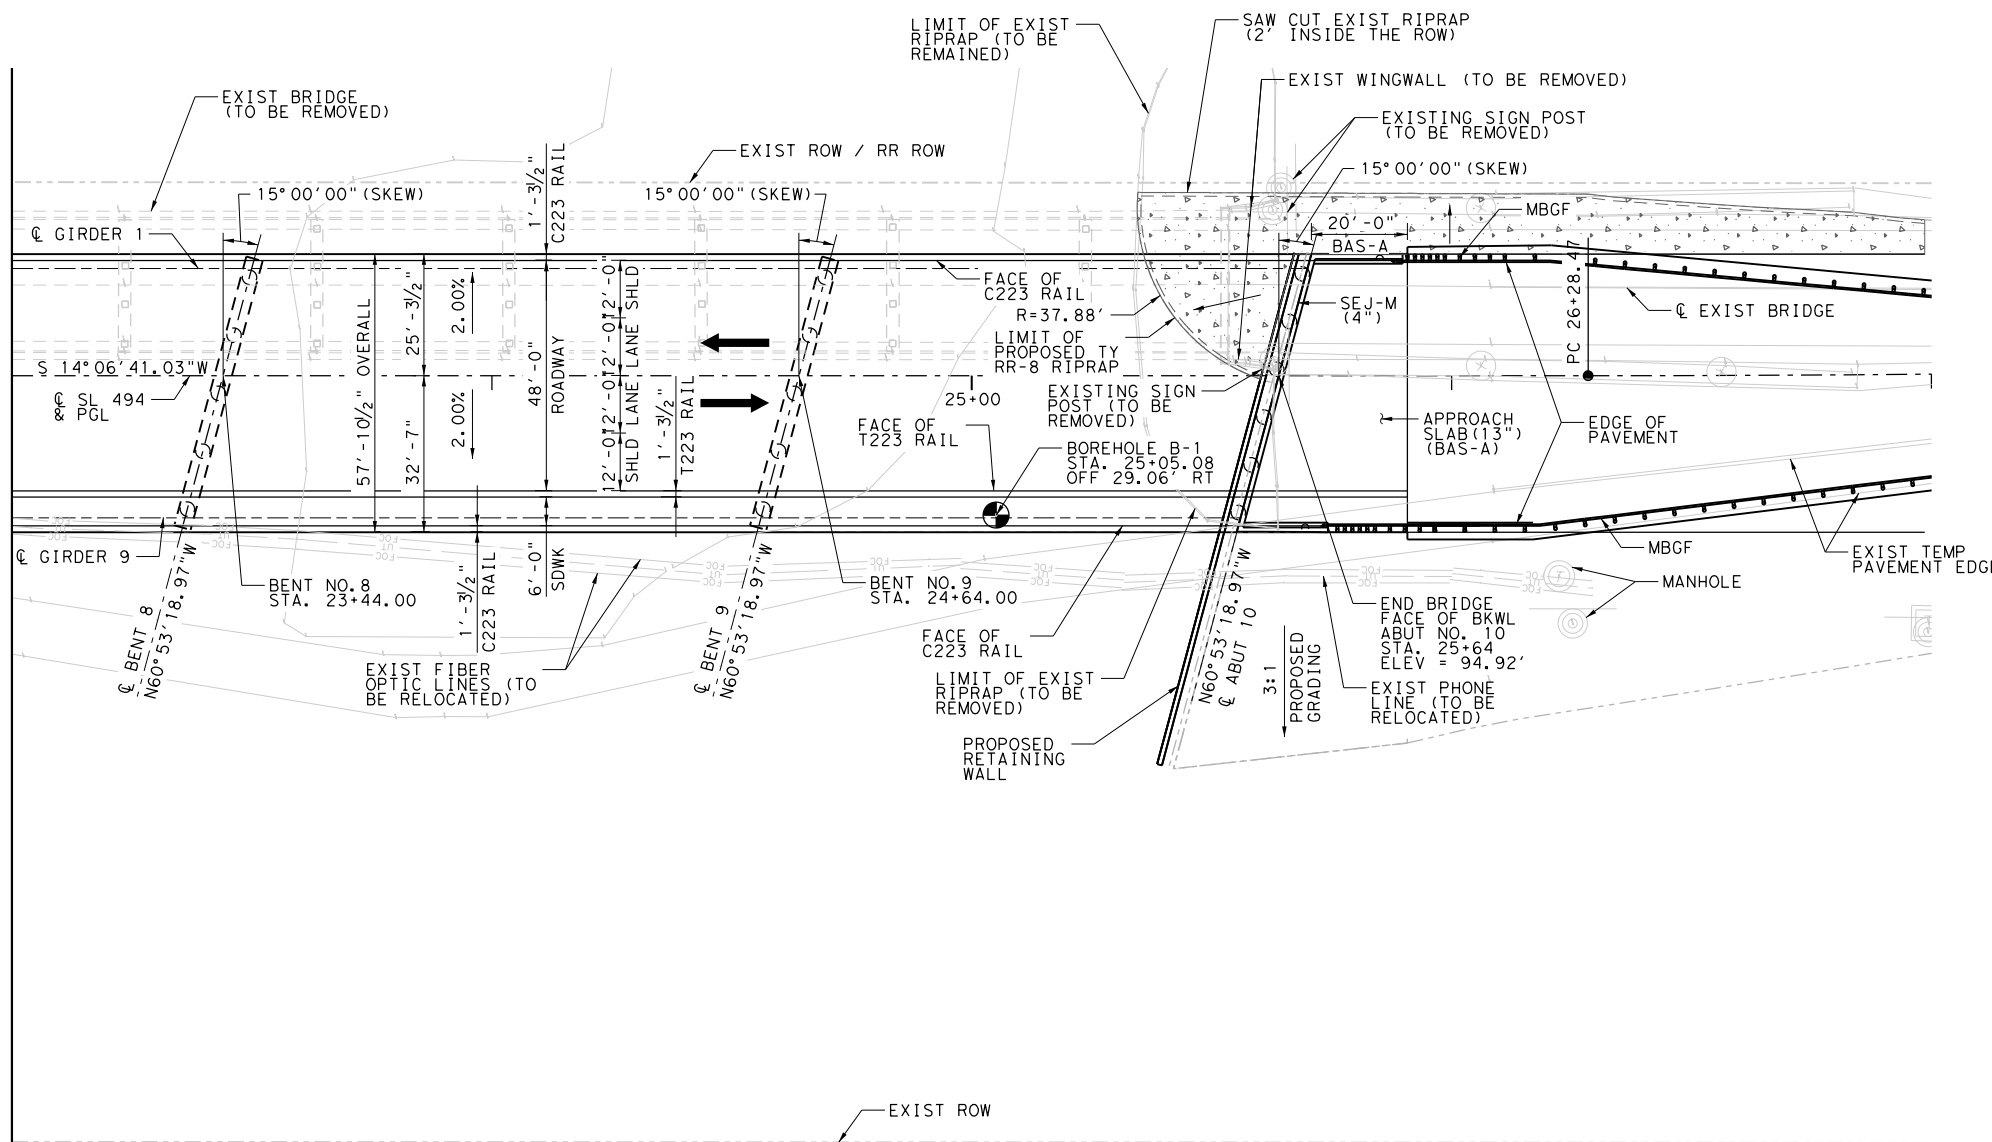 LIMIT OF EXIST
RIPRAP (TO BE
REMAINED)
SAW CUT EXIST RIPRAP
(2' INSIDE THE ROW)
EXIST WINGWALL (TO BE REMOVED)
EXIST BRIDGE
(TO BE REMOVED)
EXISTING SIGN POST
(TO BE REMOVED)
EXIST ROW / RR ROW
1'-3½"
C223 RAIL
15°00'00"(SKEW)
15°00'00"(SKEW)
15°00'00"(SKEW)
MBGF
20'-0"
BAS-A
℄ GIRDER 1
FACE OF
C223 RAIL
R=37.88'
LIMIT OF
PROPOSED TY
RR-8 RIPRAP
SEJ-M
(4")
PC 26+28.47
℄ EXIST BRIDGE
57'-10½" OVERALL
25'-3½"
32'-7"
2.00%
2.00%
48'-0"
ROADWAY
12'-0"
SHLD
12'-0"
LANE
12'-0"
LANE
12'-0"
SHLD
1'-3½"
T223 RAIL
S 14°06'41.03"W
℄ SL 494
& PGL
25+00
EXISTING SIGN
POST (TO BE
REMOVED)
FACE OF
T223 RAIL
BOREHOLE B-1
STA. 25+05.08
OFF 29.06' RT
APPROACH
SLAB(13")
(BAS-A)
EDGE OF
PAVEMENT
℄ GIRDER 9
1'-3½"
C223 RAIL
6'-0"
SDWK
BENT NO.8
STA. 23+44.00
BENT NO.9
STA. 24+64.00
MBGF
EXIST TEMP
PAVEMENT EDGE
MANHOLE
℄ BENT 8
N60°53'18.97"W
℄ BENT 9
N60°53'18.97"W
N60°53'18.97"W
℄ ABUT 10
END BRIDGE
FACE OF BKWL
ABUT NO. 10
STA. 25+64
ELEV = 94.92'
FACE OF
C223 RAIL
EXIST FIBER
OPTIC LINES (TO
BE RELOCATED)
LIMIT OF EXIST
RIPRAP (TO BE
REMOVED)
3:1
PROPOSED
GRADING
EXIST PHONE
LINE (TO BE
RELOCATED)
PROPOSED
RETAINING
WALL
EXIST ROW